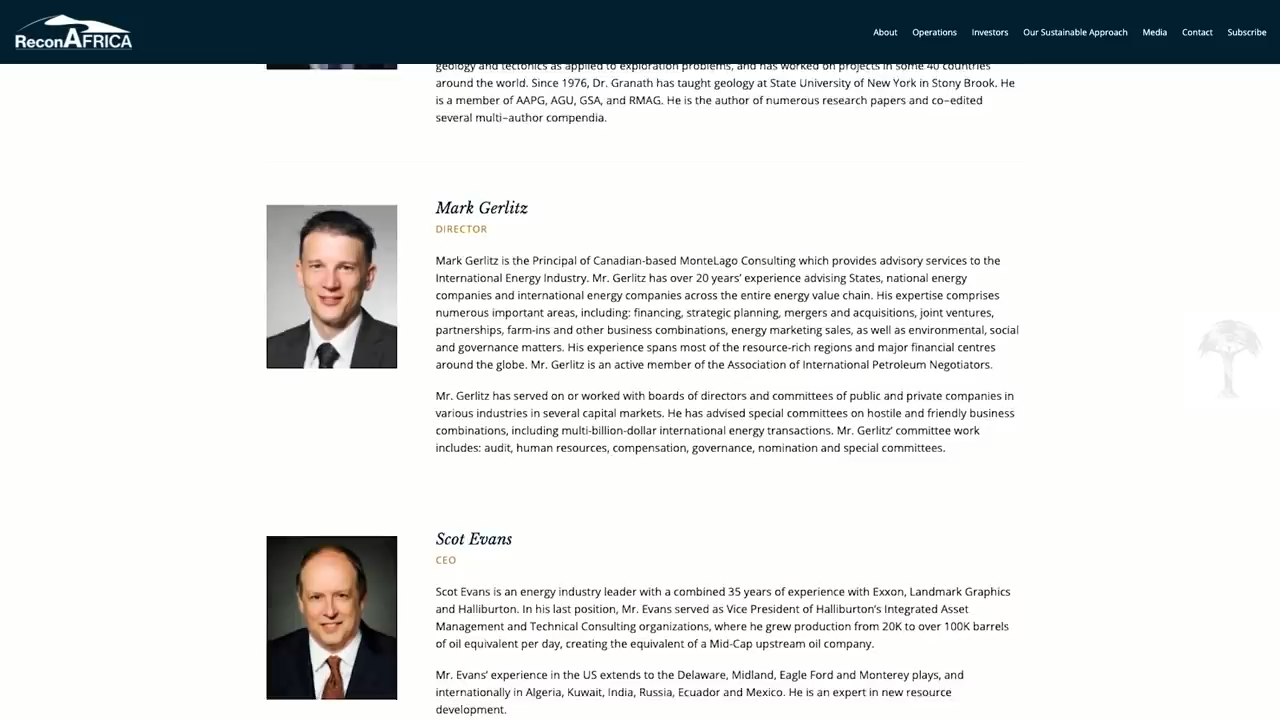 ReconAFRICA
About Operations Investors Our Sustainable Approach Media Contact Subscribe
geology and tectonics as applied to exploration problems, and has worked on projects in some 40 countries
around the world. Since 1976, Dr. Granath has taught geology at State University of New York in Stony Brook. He
is a member of AAPG, AGU, GSA, and RMAG. He is the author of numerous research papers and co-edited
several multi-author compendia.
Mark Gerlitz
DIRECTOR
Mark Gerlitz is the Principal of Canadian-based MonteLago Consulting which provides advisory services to the
International Energy Industry. Mr. Gerlitz has over 20 years' experience advising States, national energy
companies and international energy companies across the entire energy value chain. His expertise comprises
numerous important areas, including: financing, strategic planning, mergers and acquisitions, joint ventures,
partnerships, farm-ins and other business combinations, energy marketing sales, as well as environmental, social
and governance matters. His experience spans most of the resource-rich regions and major financial centres
around the globe. Mr. Gerlitz is an active member of the Association of International Petroleum Negotiators.
Mr. Gerlitz has served on or worked with boards of directors and committees of public and private companies in
various industries in several capital markets. He has advised special committees on hostile and friendly business
combinations, including multi-billion-dollar international energy transactions. Mr. Gerlitz' committee work
includes: audit, human resources, compensation, governance, nomination and special committees.
Scot Evans
CEO
Scot Evans is an energy industry leader with a combined 35 years of experience with Exxon, Landmark Graphics
and Halliburton. In his last position, Mr. Evans served as Vice President of Halliburton's Integrated Asset
Management and Technical Consulting organizations, where he grew production from 20K to over 100K barrels
of oil equivalent per day, creating the equivalent of a Mid-Cap upstream oil company.
Mr. Evans' experience in the US extends to the Delaware, Midland, Eagle Ford and Monterey plays, and
internationally in Algeria, Kuwait, India, Russia, Ecuador and Mexico. He is an expert in new resource
development.